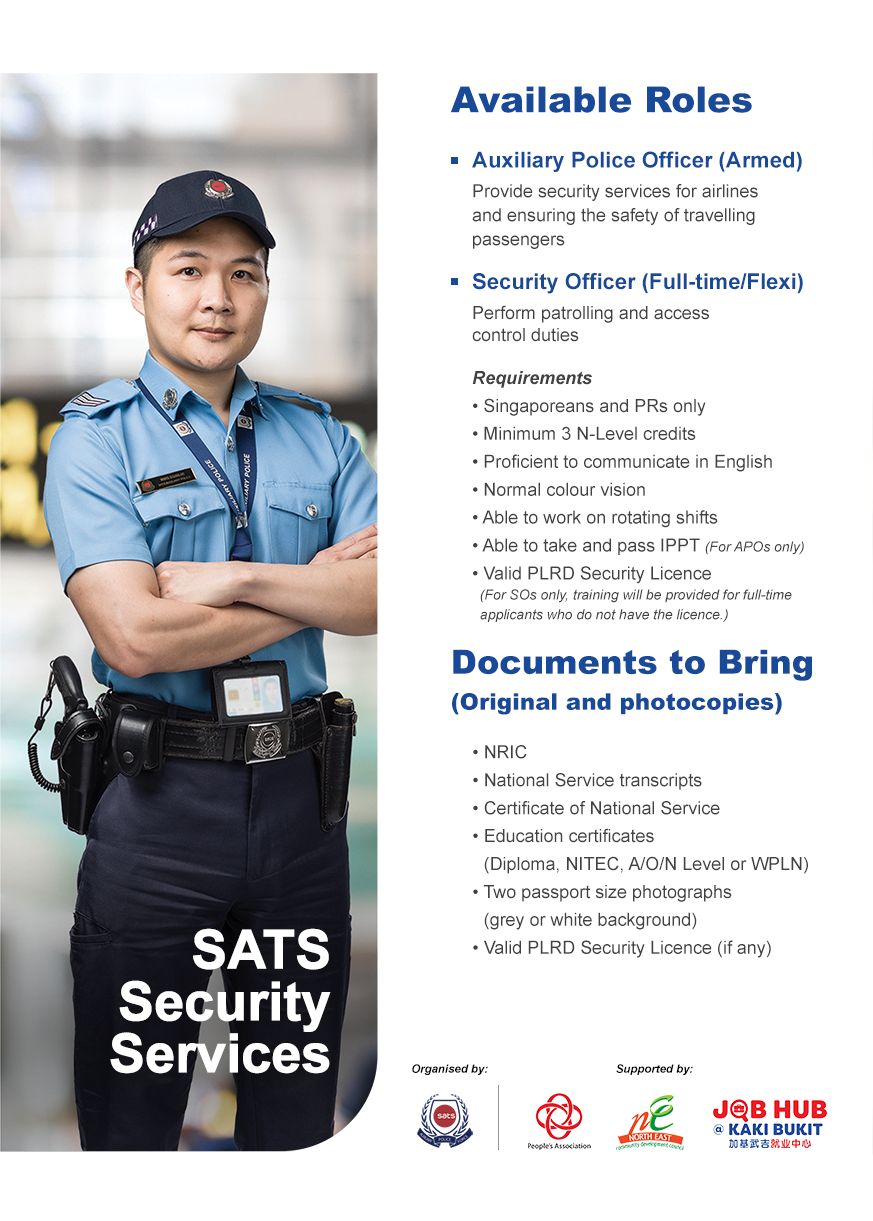 Available Roles
▪ Auxiliary Police Officer (Armed)
Provide security services for airlines
and ensuring the safety of travelling
passengers
▪ Security Officer (Full-time/Flexi)
Perform patrolling and access
control duties
Requirements
• Singaporeans and PRs only
• Minimum 3 N-Level credits
• Proficient to communicate in English
• Normal colour vision
• Able to work on rotating shifts
• Able to take and pass IPPT (For APOs only)
• Valid PLRD Security Licence
(For SOs only, training will be provided for full-time
applicants who do not have the licence.)
Documents to Bring
(Original and photocopies)
• NRIC
• National Service transcripts
• Certificate of National Service
• Education certificates
(Diploma, NITEC, A/O/N Level or WPLN)
• Two passport size photographs
(grey or white background)
• Valid PLRD Security Licence (if any)
AUXILIARY POLICE
AUXILIARY POLICE
SATS
Security
Services
Organised by:
sats
Supported by:
People's Association
ne
NORTH EAST
community development council
JOB HUB
@ KAKI BUKIT
加基武吉就业中心